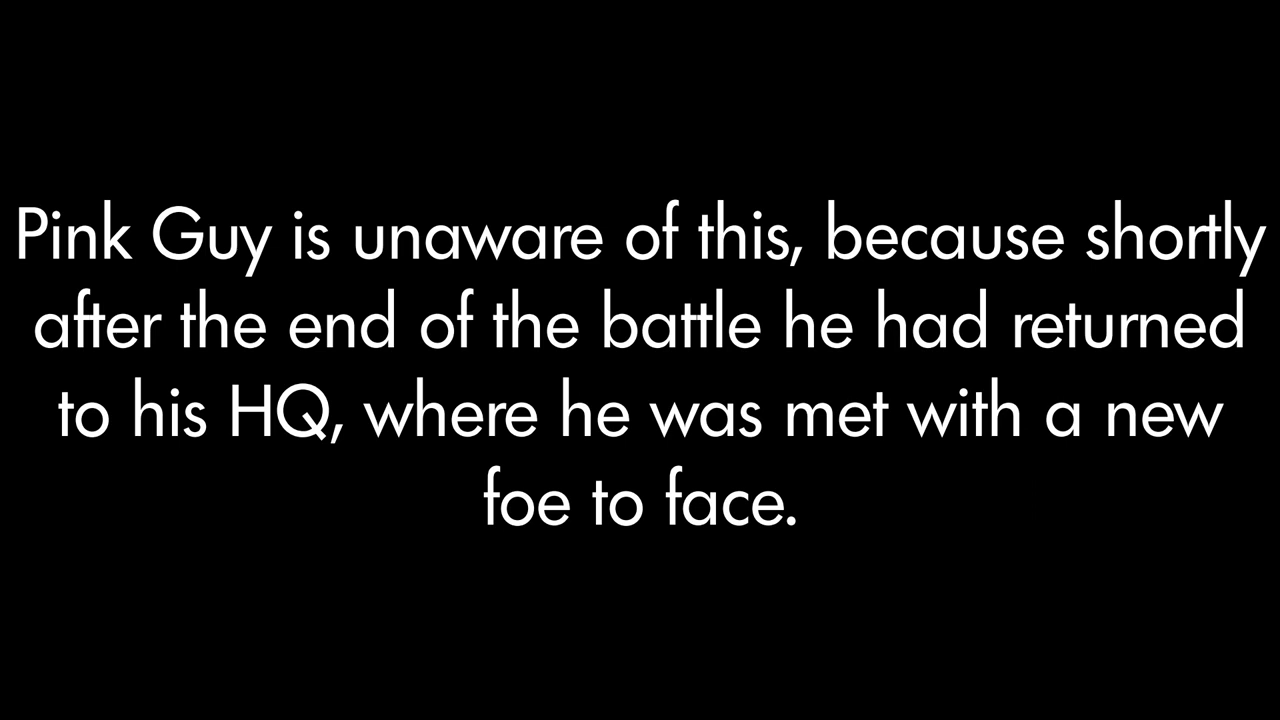 Pink Guy is unaware of this, because shortly
after the end of the battle he had returned
to his HQ, where he was met with a new
foe to face.